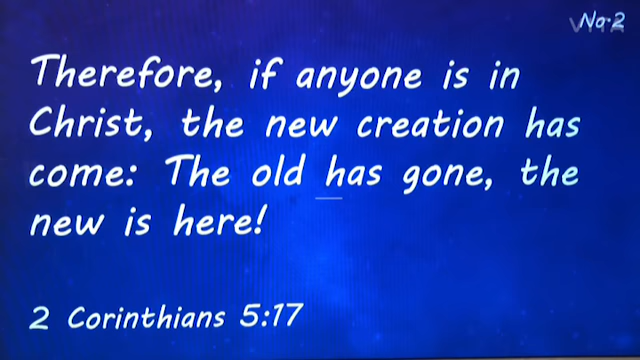 No.2
Therefore, if anyone is in
Christ, the new creation has
come: The old has gone, the
new is here!
2 Corinthians 5:17